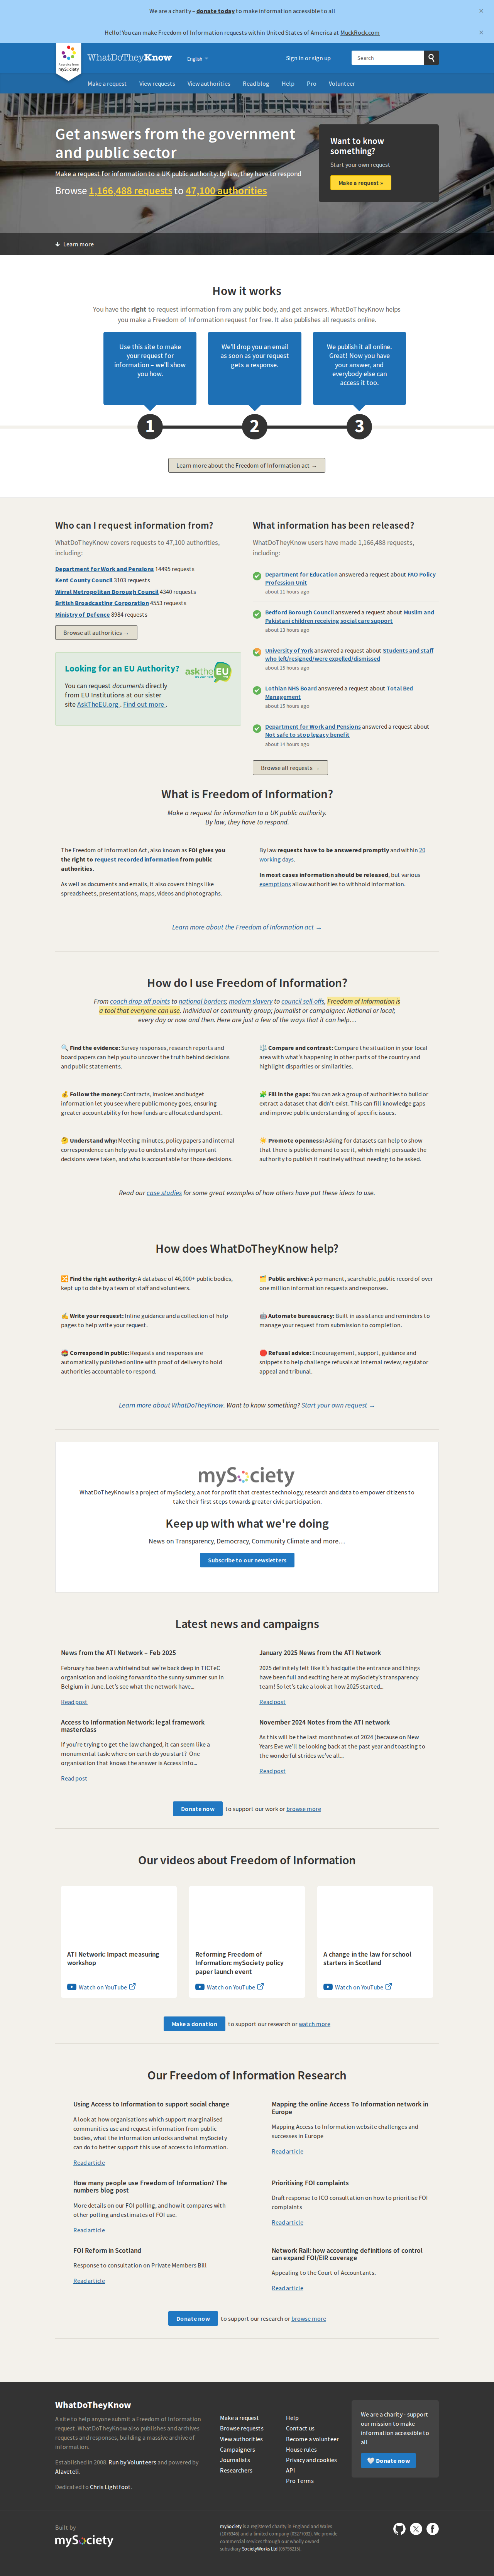 We are a charity – donate today to make information accessible to all
×
Hello! You can make Freedom of Information requests within United States of America at MuckRock.com
×
mySociety
WhatDoTheyKnow
English
Sign in or sign up
Search
Make a request
View requests
View authorities
Read blog
Help
Pro
Volunteer
Get answers from the government
and public sector
Make a request for information to a UK public authority: by law, they have to respond
Browse 1,166,488 requests to 47,100 authorities
Want to know
something?
Start your own request
Make a request »
Learn more
How it works
You have the right to request information from any public body, and get answers. WhatDoTheyKnow helps
you make a Freedom of Information request for free. It also publishes all requests online.
Use this site to make
your request for
information – we'll show
you how.
We'll drop you an email
as soon as your request
gets a response.
We publish it all online.
Great! Now you have
your answer, and
everybody else can
access it too.
1
2
3
Learn more about the Freedom of Information act →
Who can I request information from?
WhatDoTheyKnow covers requests to 47,100 authorities,
including:
Department for Work and Pensions 14495 requests
Kent County Council 3103 requests
Wirral Metropolitan Borough Council 4340 requests
British Broadcasting Corporation 4553 requests
Ministry of Defence 8984 requests
Browse all authorities →
Looking for an EU Authority?
You can request documents directly
from EU Institutions at our sister
site AskTheEU.org . Find out more .
asktheEU
What information has been released?
WhatDoTheyKnow users have made 1,166,488 requests,
including:
Department for Education answered a request about FAO Policy
Profession Unit
about 11 hours ago
Bedford Borough Council answered a request about Muslim and
Pakistani children receiving social care support
about 13 hours ago
University of York answered a request about Students and staff
who left/resigned/were expelled/dismissed
about 15 hours ago
Lothian NHS Board answered a request about Total Bed
Management
about 15 hours ago
Department for Work and Pensions answered a request about
Not safe to stop legacy benefit
about 14 hours ago
Browse all requests →
What is Freedom of Information?
Make a request for information to a UK public authority.
By law, they have to respond.
The Freedom of Information Act, also known as FOI gives you
the right to request recorded information from public
authorities.
As well as documents and emails, it also covers things like
spreadsheets, presentations, maps, videos and photographs.
By law requests have to be answered promptly and within 20
working days.
In most cases information should be released, but various
exemptions allow authorities to withhold information.
Learn more about the Freedom of Information act →
How do I use Freedom of Information?
From coach drop off points to national borders; modern slavery to council sell-offs, Freedom of Information is
a tool that everyone can use. Individual or community group; journalist or campaigner. National or local;
every day or now and then. Here are just a few of the ways that it can help…
🔍 Find the evidence: Survey responses, research reports and
board papers can help you to uncover the truth behind decisions
and public statements.
⚖️ Compare and contrast: Compare the situation in your local
area with what's happening in other parts of the country and
highlight disparities or similarities.
💰 Follow the money: Contracts, invoices and budget
information let you see where public money goes, ensuring
greater accountability for how funds are allocated and spent.
🧩 Fill in the gaps: You can ask a group of authorities to build or
extract a dataset that didn't exist. This can fill knowledge gaps
and improve public understanding of specific issues.
🤔 Understand why: Meeting minutes, policy papers and internal
correspondence can help you to understand why important
decisions were taken, and who is accountable for those decisions.
☀️ Promote openness: Asking for datasets can help to show
that there is public demand to see it, which might persuade the
authority to publish it routinely without needing to be asked.
Read our case studies for some great examples of how others have put these ideas to use.
How does WhatDoTheyKnow help?
🔀 Find the right authority: A database of 46,000+ public bodies,
kept up to date by a team of staff and volunteers.
🗂️ Public archive: A permanent, searchable, public record of over
one million information requests and responses.
✍️ Write your request: Inline guidance and a collection of help
pages to help write your request.
🤖 Automate bureaucracy: Built in assistance and reminders to
manage your request from submission to completion.
Correspond in public: Requests and responses are
automatically published online with proof of delivery to hold
authorities accountable to respond.
🛑 Refusal advice: Encouragement, support, guidance and
snippets to help challenge refusals at internal review, regulator
appeal and tribunal.
Learn more about WhatDoTheyKnow. Want to know something? Start your own request →
mySociety
WhatDoTheyKnow is a project of mySociety, a not for profit that creates technology, research and data to empower citizens to
take their first steps towards greater civic participation.
Keep up with what we're doing
News on Transparency, Democracy, Community Climate and more…
Subscribe to our newsletters
Latest news and campaigns
News from the ATI Network – Feb 2025
February has been a whirlwind but we're back deep in TICTeC
organisation and looking forward to the sunny summer sun in
Belgium in June. Let's see what the network have...
Read post
January 2025 News from the ATI Network
2025 definitely felt like it's had quite the entrance and things
have been full and exciting here at mySociety's transparency
team! So let's take a look at how 2025 started...
Read post
Access to Information Network: legal framework
masterclass
If you're trying to get the law changed, it can seem like a
monumental task: where on earth do you start? One
organisation that knows the answer is Access Info...
Read post
November 2024 Notes from the ATI network
As this will be the last monthnotes of 2024 (because on New
Years Eve we'll be looking back at the past year and toasting to
the wonderful strides we've all...
Read post
Donate now to support our work or browse more
Our videos about Freedom of Information
ATI Network: Impact measuring
workshop
Watch on YouTube
Reforming Freedom of
Information: mySociety policy
paper launch event
Watch on YouTube
A change in the law for school
starters in Scotland
Watch on YouTube
Make a donation to support our research or watch more
Our Freedom of Information Research
Using Access to Information to support social change
A look at how organisations which support marginalised
communities use and request information from public
bodies, what the information unlocks and what mySociety
can do to better support this use of access to information.
Read article
Mapping the online Access To Information network in
Europe
Mapping Access to Information website challenges and
successes in Europe
Read article
How many people use Freedom of Information? The
numbers blog post
More details on our FOI polling, and how it compares with
other polling and estimates of FOI use.
Read article
Prioritising FOI complaints
Draft response to ICO consultation on how to prioritise FOI
complaints
Read article
FOI Reform in Scotland
Response to consultation on Private Members Bill
Read article
Network Rail: how accounting definitions of control
can expand FOI/EIR coverage
Appealing to the Court of Accountants.
Read article
Donate now to support our research or browse more
WhatDoTheyKnow
A site to help anyone submit a Freedom of Information
request. WhatDoTheyKnow also publishes and archives
requests and responses, building a massive archive of
information.
Established in 2008. Run by Volunteers and powered by
Alaveteli.
Dedicated to Chris Lightfoot.
Make a request
Browse requests
View authorities
Campaigners
Journalists
Researchers
Help
Contact us
Become a volunteer
House rules
Privacy and cookies
API
Pro Terms
We are a charity - support
our mission to make
information accessible to
all
🤍 Donate now
Built by
mySociety
mySociety is a registered charity in England and Wales
(1076346) and a limited company (03277032). We provide
commercial services through our wholly owned
subsidiary SocietyWorks Ltd (05798215).